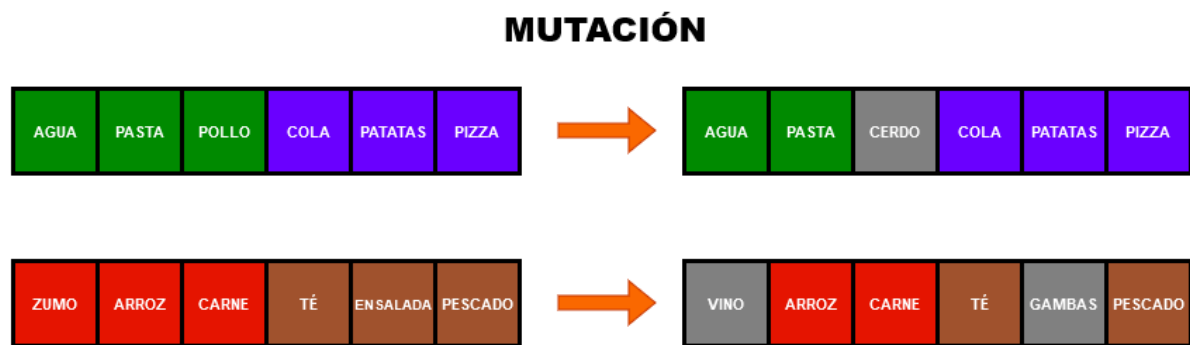 MUTACIÓN
AGUA PASTA POLLO COLA PATATAS PIZZA AGUA PASTA CERDO COLA PATATAS PIZZA
ZUMO ARROZ CARNE TÉ ENSALADA PESCADO VINO ARROZ CARNE TÉ GAMBAS PESCADO